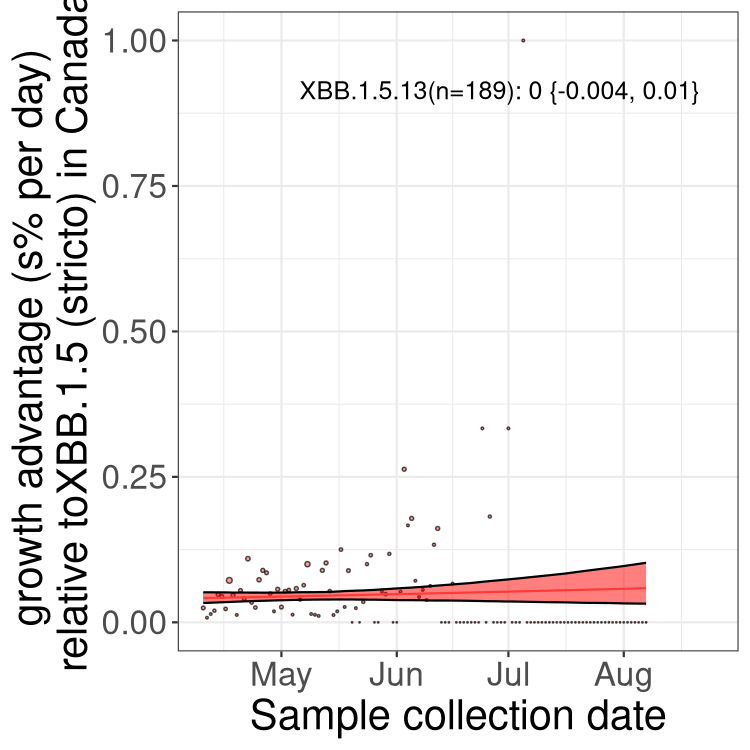 growth advantage (s% per day)
relative toXBB.1.5 (stricto) in Canada
1.00
XBB.1.5.13(n=189): 0 {-0.004, 0.01}
0.75
0.50
0.25
0.00
May Jun Jul Aug
Sample collection date